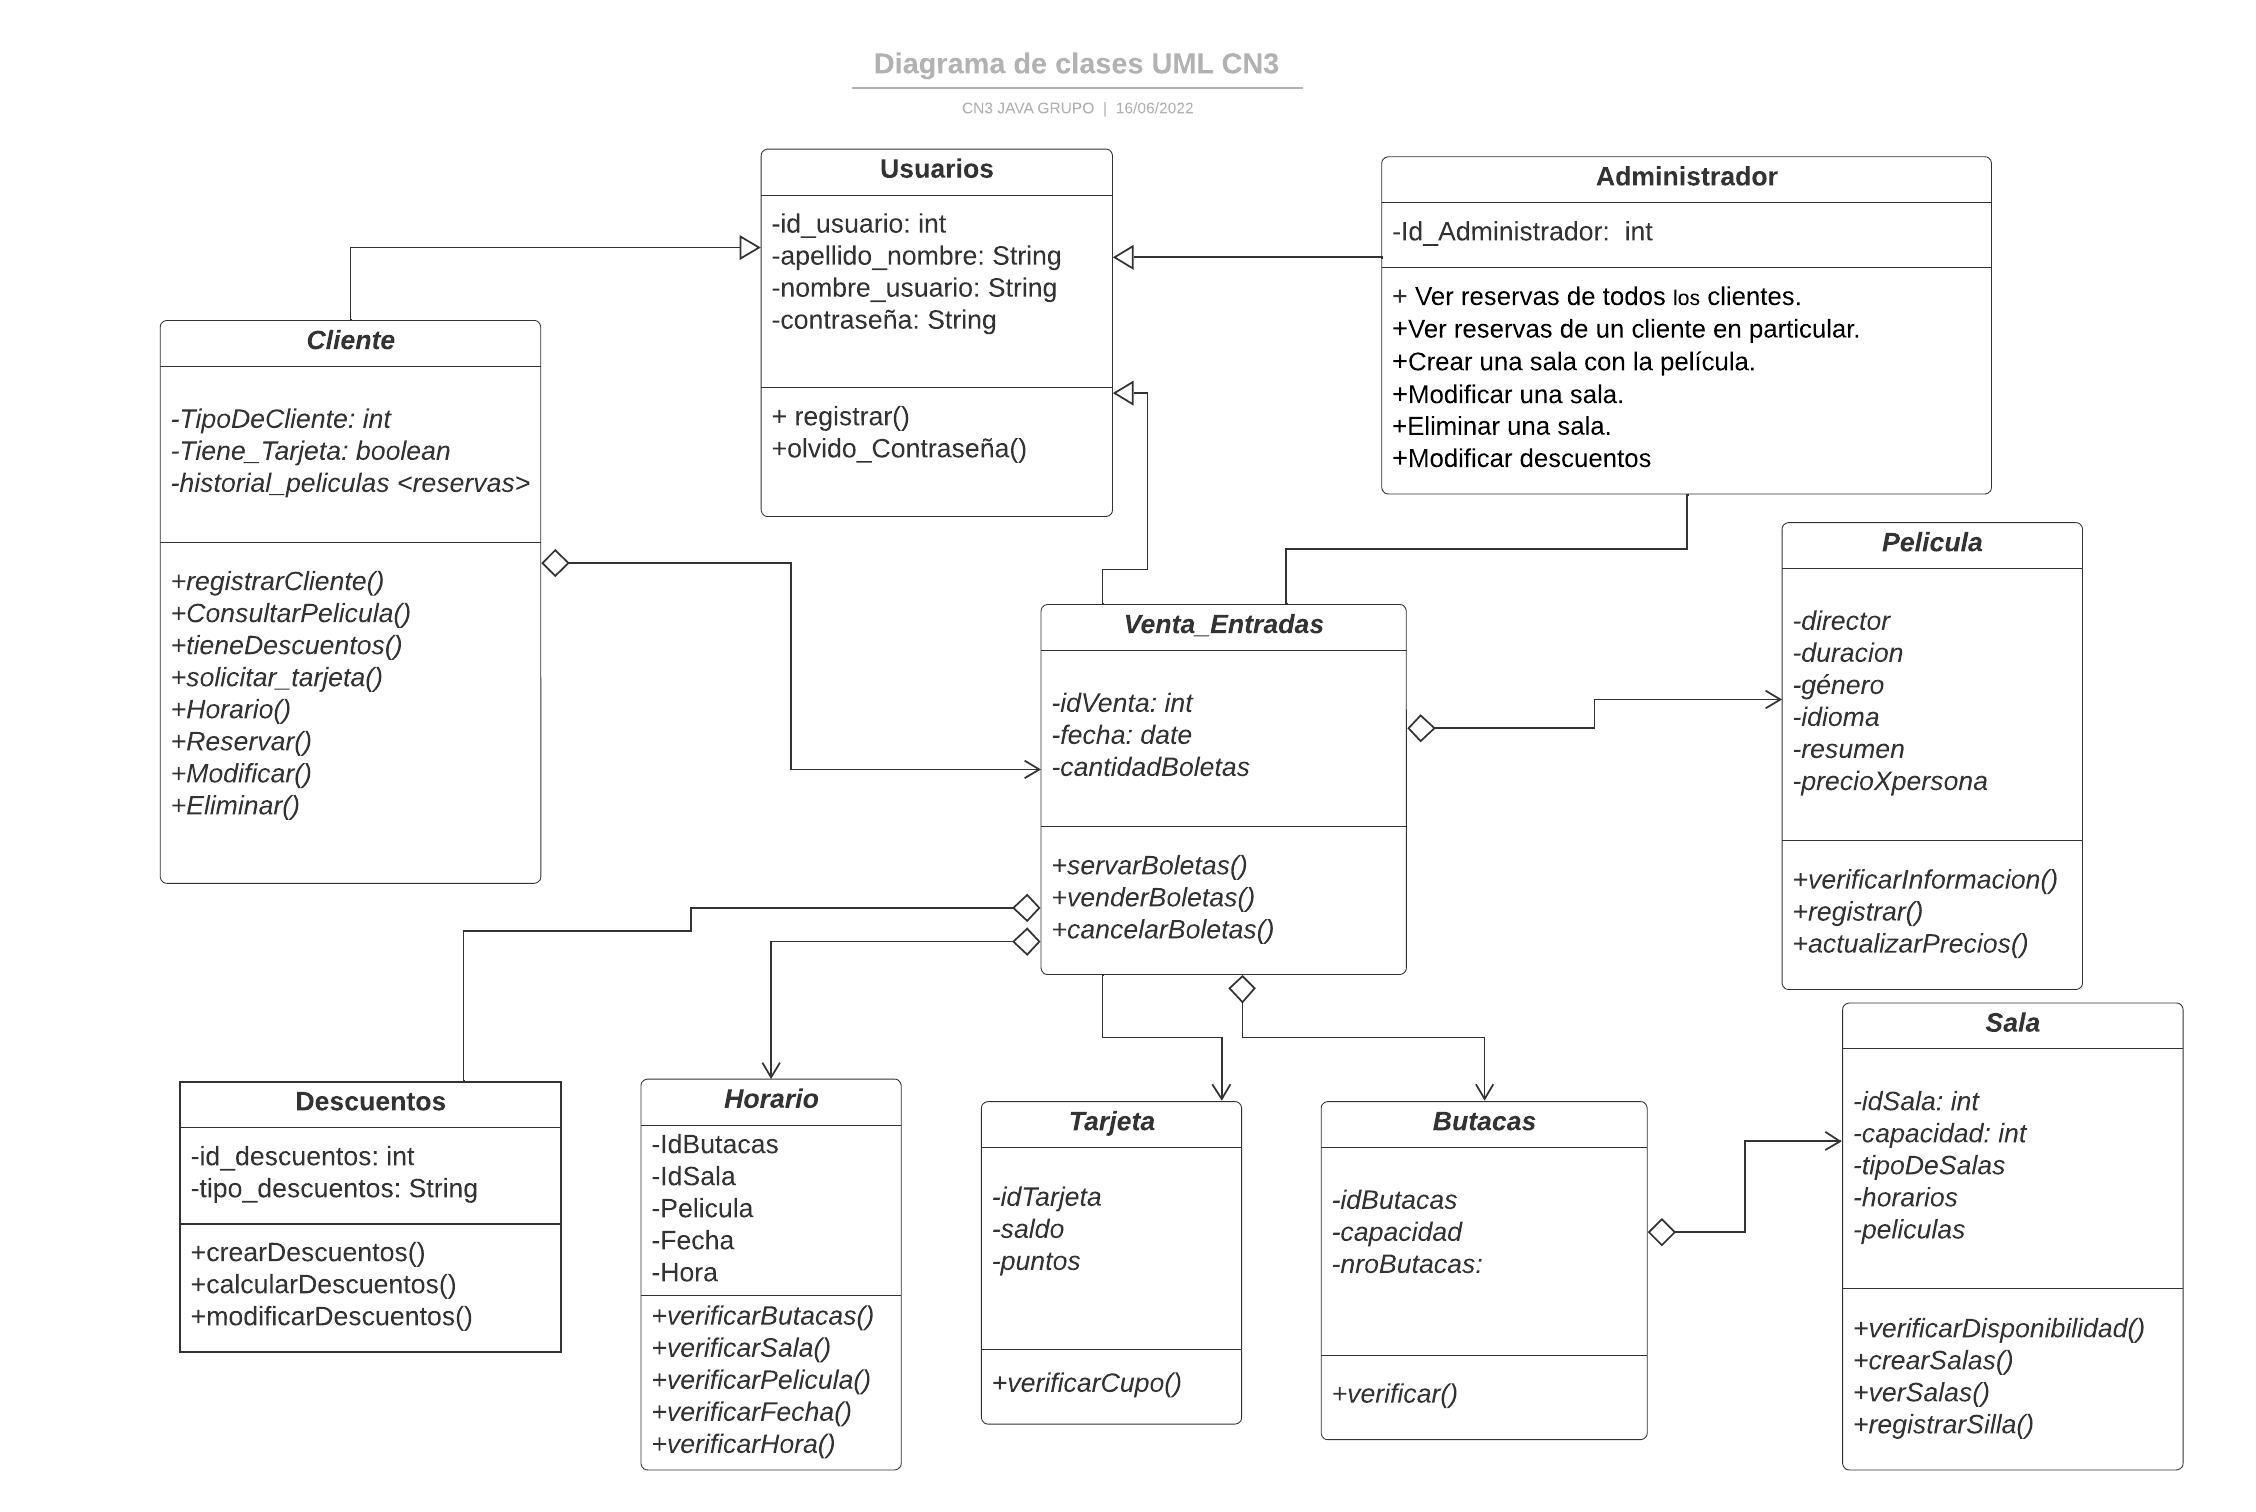 Diagrama de clases UML CN3
CN3 JAVA GRUPO | 16/06/2022
Usuarios
-id_usuario: int
-apellido_nombre: String
-nombre_usuario: String
-contraseña: String
+ registrar()
+olvido_Contraseña()
Administrador
-Id_Administrador: int
+ Ver reservas de todos los clientes.
+Ver reservas de un cliente en particular.
+Crear una sala con la película.
+Modificar una sala.
+Eliminar una sala.
+Modificar descuentos
Cliente
-TipoDeCliente: int
-Tiene_Tarjeta: boolean
-historial_peliculas <reservas>
+registrarCliente()
+ConsultarPelicula()
+tieneDescuentos()
+solicitar_tarjeta()
+Horario()
+Reservar()
+Modificar()
+Eliminar()
Venta_Entradas
-idVenta: int
-fecha: date
-cantidadBoletas
+servarBoletas()
+venderBoletas()
+cancelarBoletas()
Pelicula
-director
-duracion
-género
-idioma
-resumen
-precioXpersona
+verificarInformacion()
+registrar()
+actualizarPrecios()
Descuentos
-id_descuentos: int
-tipo_descuentos: String
+crearDescuentos()
+calcularDescuentos()
+modificarDescuentos()
Horario
-IdButacas
-IdSala
-Pelicula
-Fecha
-Hora
+verificarButacas()
+verificarSala()
+verificarPelicula()
+verificarFecha()
+verificarHora()
Tarjeta
-idTarjeta
-saldo
-puntos
+verificarCupo()
Butacas
-idButacas
-capacidad
-nroButacas:
+verificar()
Sala
-idSala: int
-capacidad: int
-tipoDeSalas
-horarios
-peliculas
+verificarDisponibilidad()
+crearSalas()
+verSalas()
+registrarSilla()